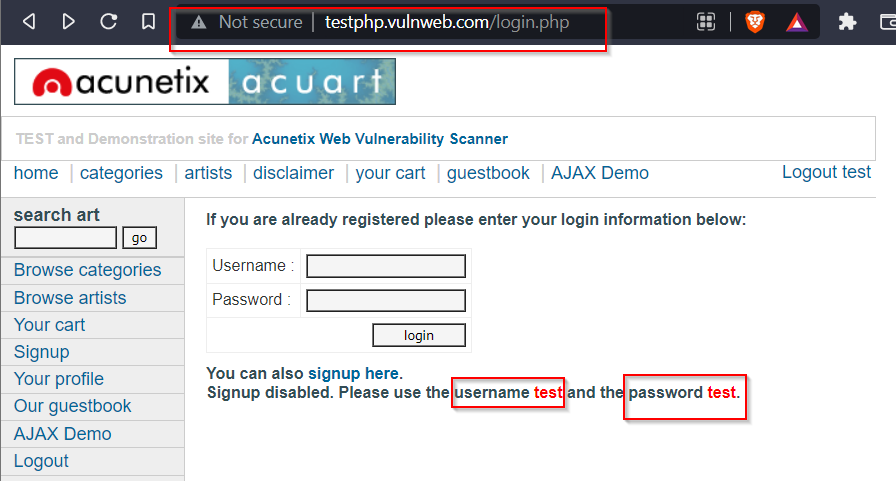 Not secure | testphp.vulnweb.com/login.php
acunetix acuart
TEST and Demonstration site for Acunetix Web Vulnerability Scanner
home | categories | artists | disclaimer | your cart | guestbook | AJAX Demo
Logout test
search art
go
Browse categories
Browse artists
Your cart
Signup
Your profile
Our guestbook
AJAX Demo
Logout
If you are already registered please enter your login information below:
Username :
Password :
login
You can also signup here.
Signup disabled. Please use the username test and the password test.